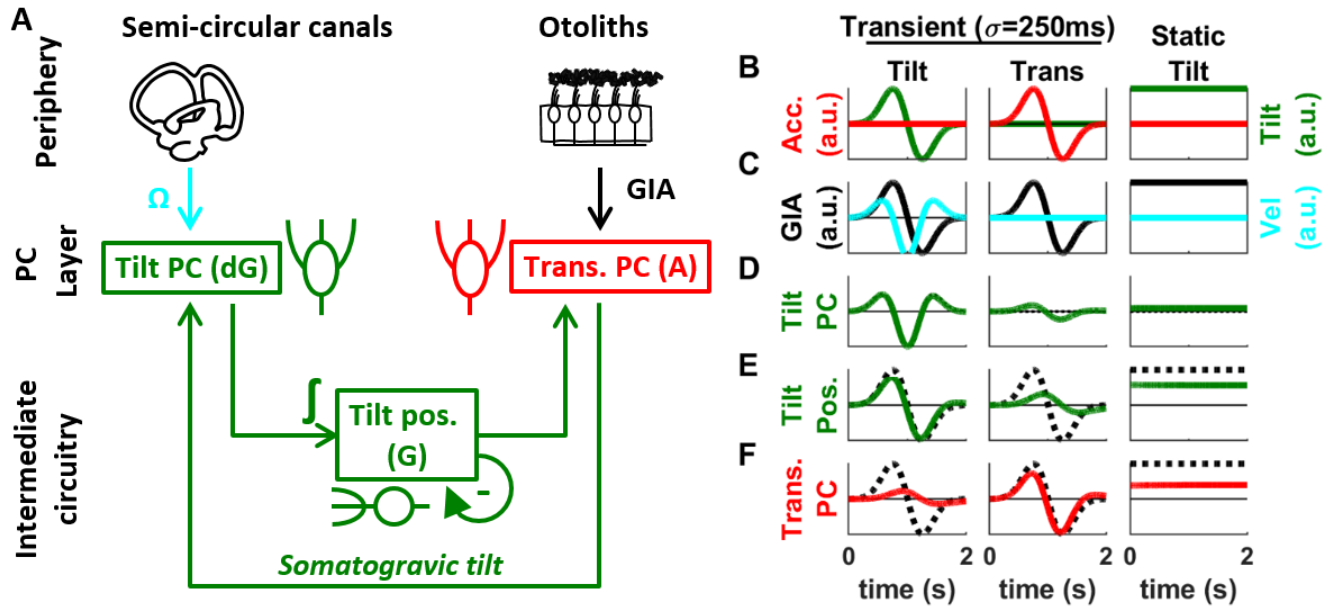 A
Semi-circular canals
Otoliths
Periphery
Ω
GIA
PC
Layer
Tilt PC (dG)
Trans. PC (A)
Intermediate
circuitry
∫
Tilt pos.
(G)
-
Somatogravic tilt
Transient (σ=250ms)
Static
Tilt
Trans
Tilt
B
Acc.
(a.u.)
Tilt
(a.u.)
C
GIA
(a.u.)
Vel
(a.u.)
D
Tilt
PC
E
Tilt
Pos.
F
Trans.
PC
0 2 0 2 0 2
time (s) time (s) time (s)